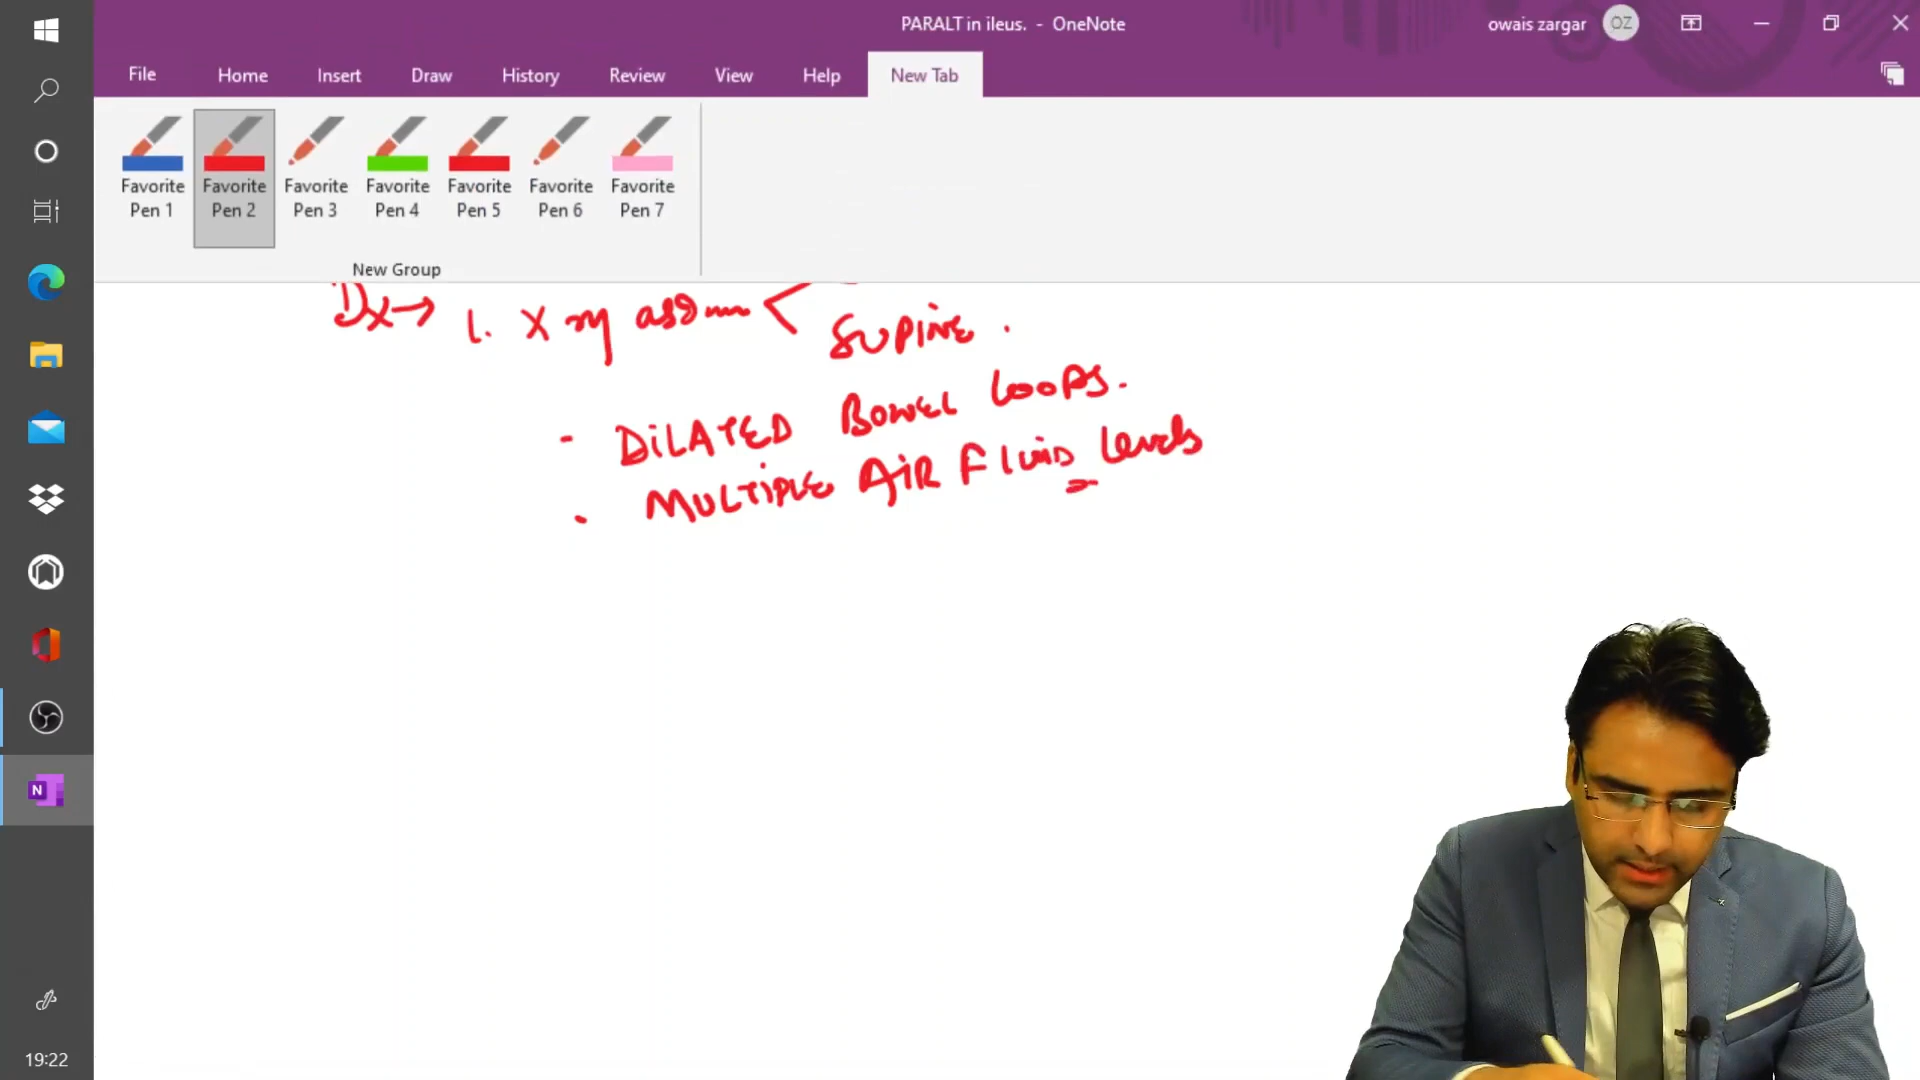 PARALT in ileus. - OneNote
owais zargar OZ
File Home Insert Draw History Review View Help New Tab
Favorite Pen 1
Favorite Pen 2
Favorite Pen 3
Favorite Pen 4
Favorite Pen 5
Favorite Pen 6
Favorite Pen 7
New Group
Dx → 1. X ray
SUPINE.
- DILATED BOWEL LOOPS.
- MULTIPLE AIR FLUID levels
N
19:22